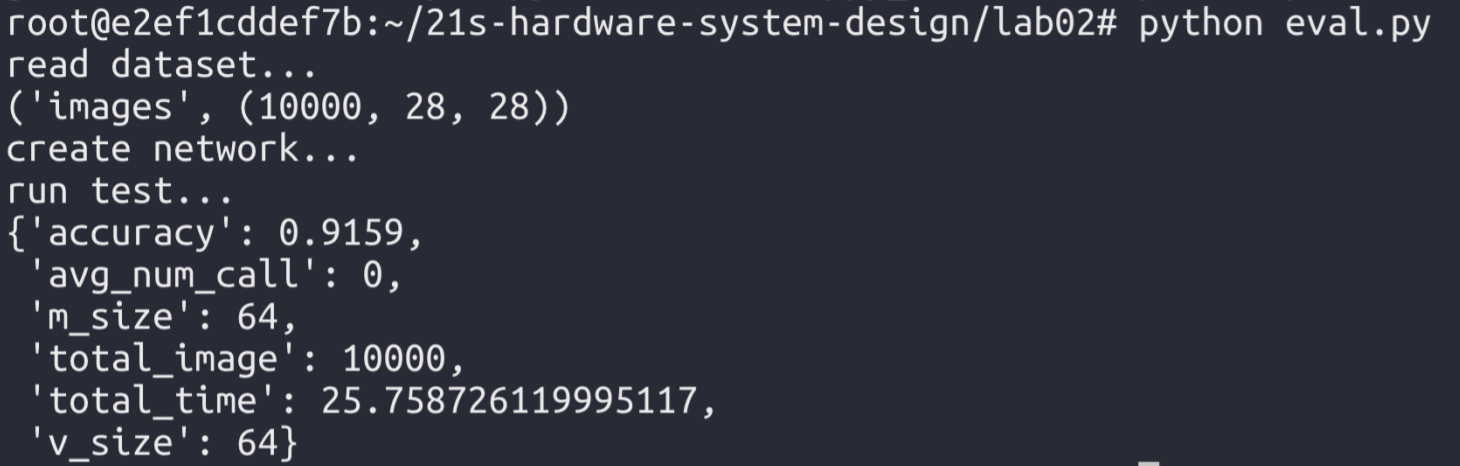 root@e2ef1cddef7b:~/21s-hardware-system-design/lab02# python eval.py
read dataset...
('images', (10000, 28, 28))
create network...
run test...
{'accuracy': 0.9159,
 'avg_num_call': 0,
 'm_size': 64,
 'total_image': 10000,
 'total_time': 25.758726119995117,
 'v_size': 64}